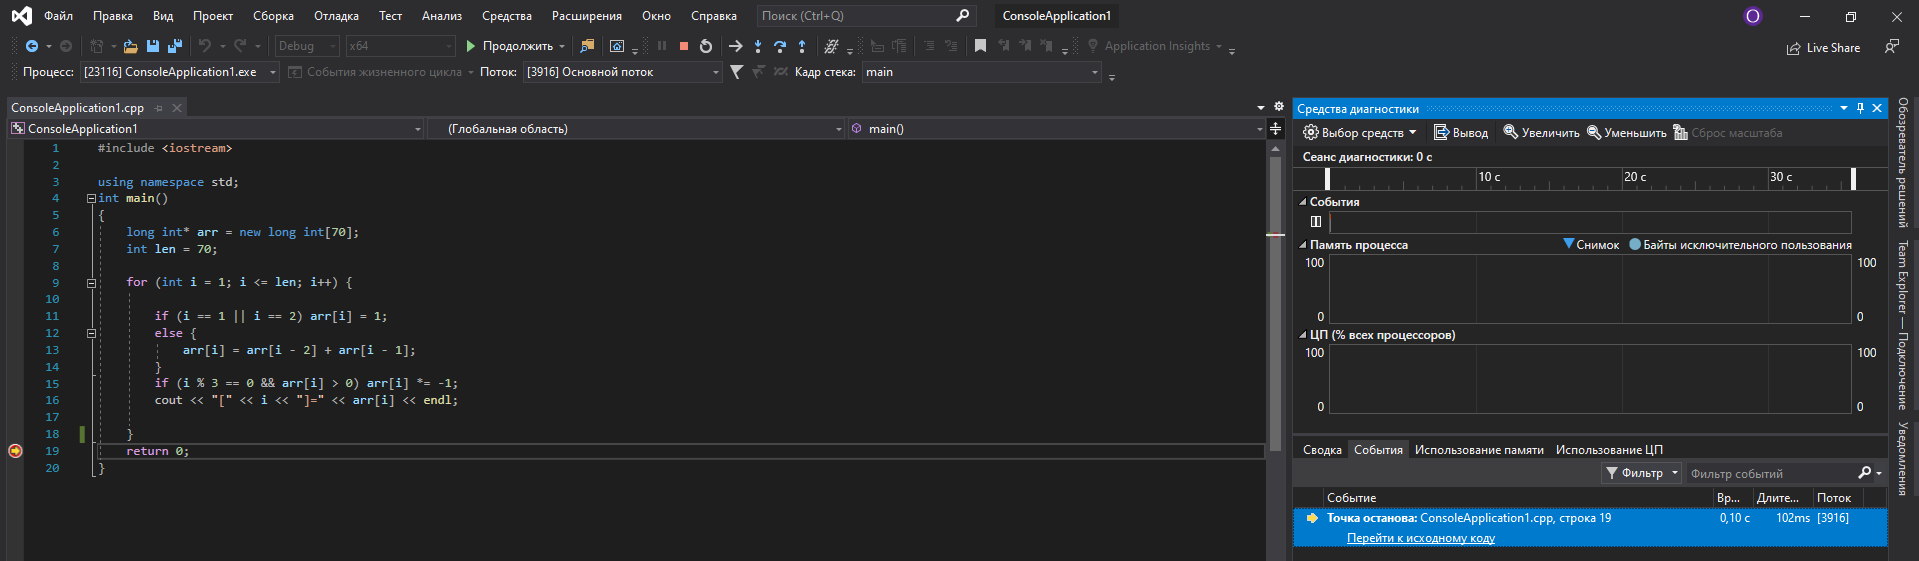 Файл Правка Вид Проект Сборка Отладка Тест Анализ Средства Расширения Окно Справка Поиск (Ctrl+Q) ConsoleApplication1 O
Debug x64 Продолжить Application Insights Live Share
Процесс: [23116] ConsoleApplication1.exe События жизненного цикла Поток: [3916] Основной поток Кадр стека: main
ConsoleApplication1.cpp
ConsoleApplication1 (Глобальная область) main()
1 #include <iostream>
2
3 using namespace std;
4 int main()
5 {
6 long int* arr = new long int[70];
7 int len = 70;
8
9 for (int i = 1; i <= len; i++) {
10
11 if (i == 1 || i == 2) arr[i] = 1;
12 else {
13 arr[i] = arr[i - 2] + arr[i - 1];
14 }
15 if (i % 3 == 0 && arr[i] > 0) arr[i] *= -1;
16 cout << "[" << i << "]=" << arr[i] << endl;
17
18 }
19 return 0;
20 }
Средства диагностики
Выбор средств Вывод Увеличить Уменьшить Сброс масштаба
Сеанс диагностики: 0 с
10 с 20 с 30 с
События
Память процесса Снимок Байты исключительного пользования
100 100
0 0
ЦП (% всех процессоров)
100 100
0 0
Сводка События Использование памяти Использование ЦП
Фильтр Фильтр событий
Событие Вр... Длите... Поток
Точка останова: ConsoleApplication1.cpp, строка 19 0,10 с 102ms [3916]
Перейти к исходному коду
Обозреватель решений
Team Explorer — Подключение
Уведомления